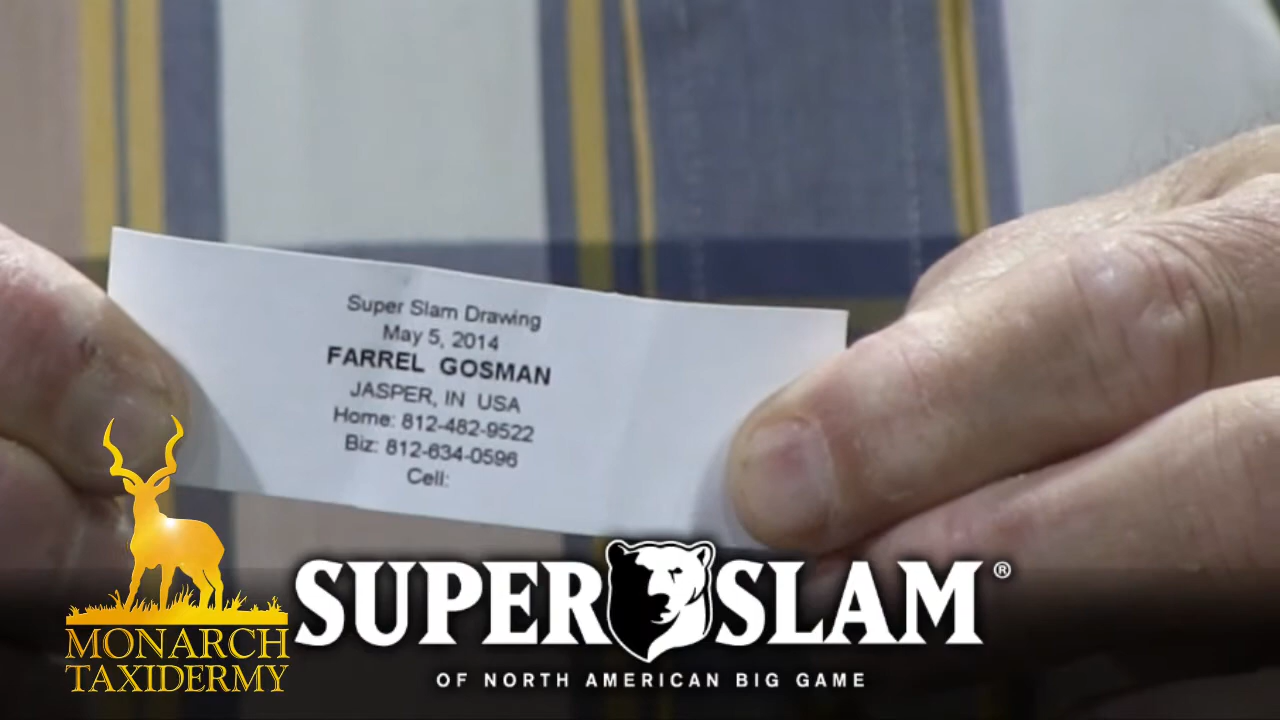 Super Slam Drawing
May 5, 2014
FARREL GOSMAN
JASPER, IN USA
Home: 812-482-9522
Biz: 812-634-0596
Cell:
MONARCH
TAXIDERMY
SUPER SLAM®
OF NORTH AMERICAN BIG GAME